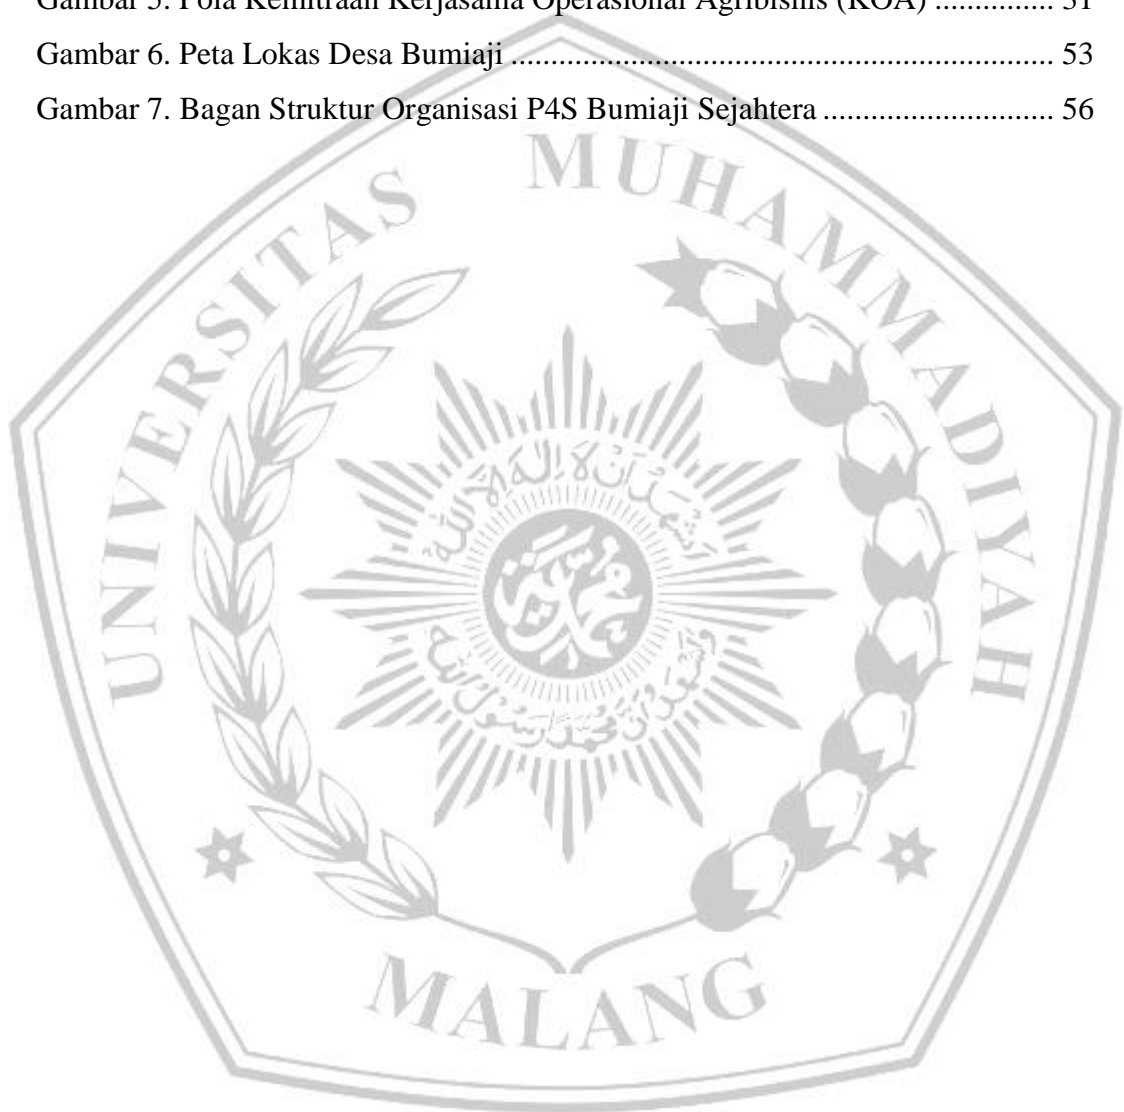 Gambar 5. Pola Kemitraan Kerjasama Operasional Agribisnis (KOA) ............... 51
Gambar 6. Peta Lokas Desa Bumiaji .................................................................... 53
Gambar 7. Bagan Struktur Organisasi P4S Bumiaji Sejahtera ............................. 56
UNIVERSITAS MUHAMMADIYAH
MALANG